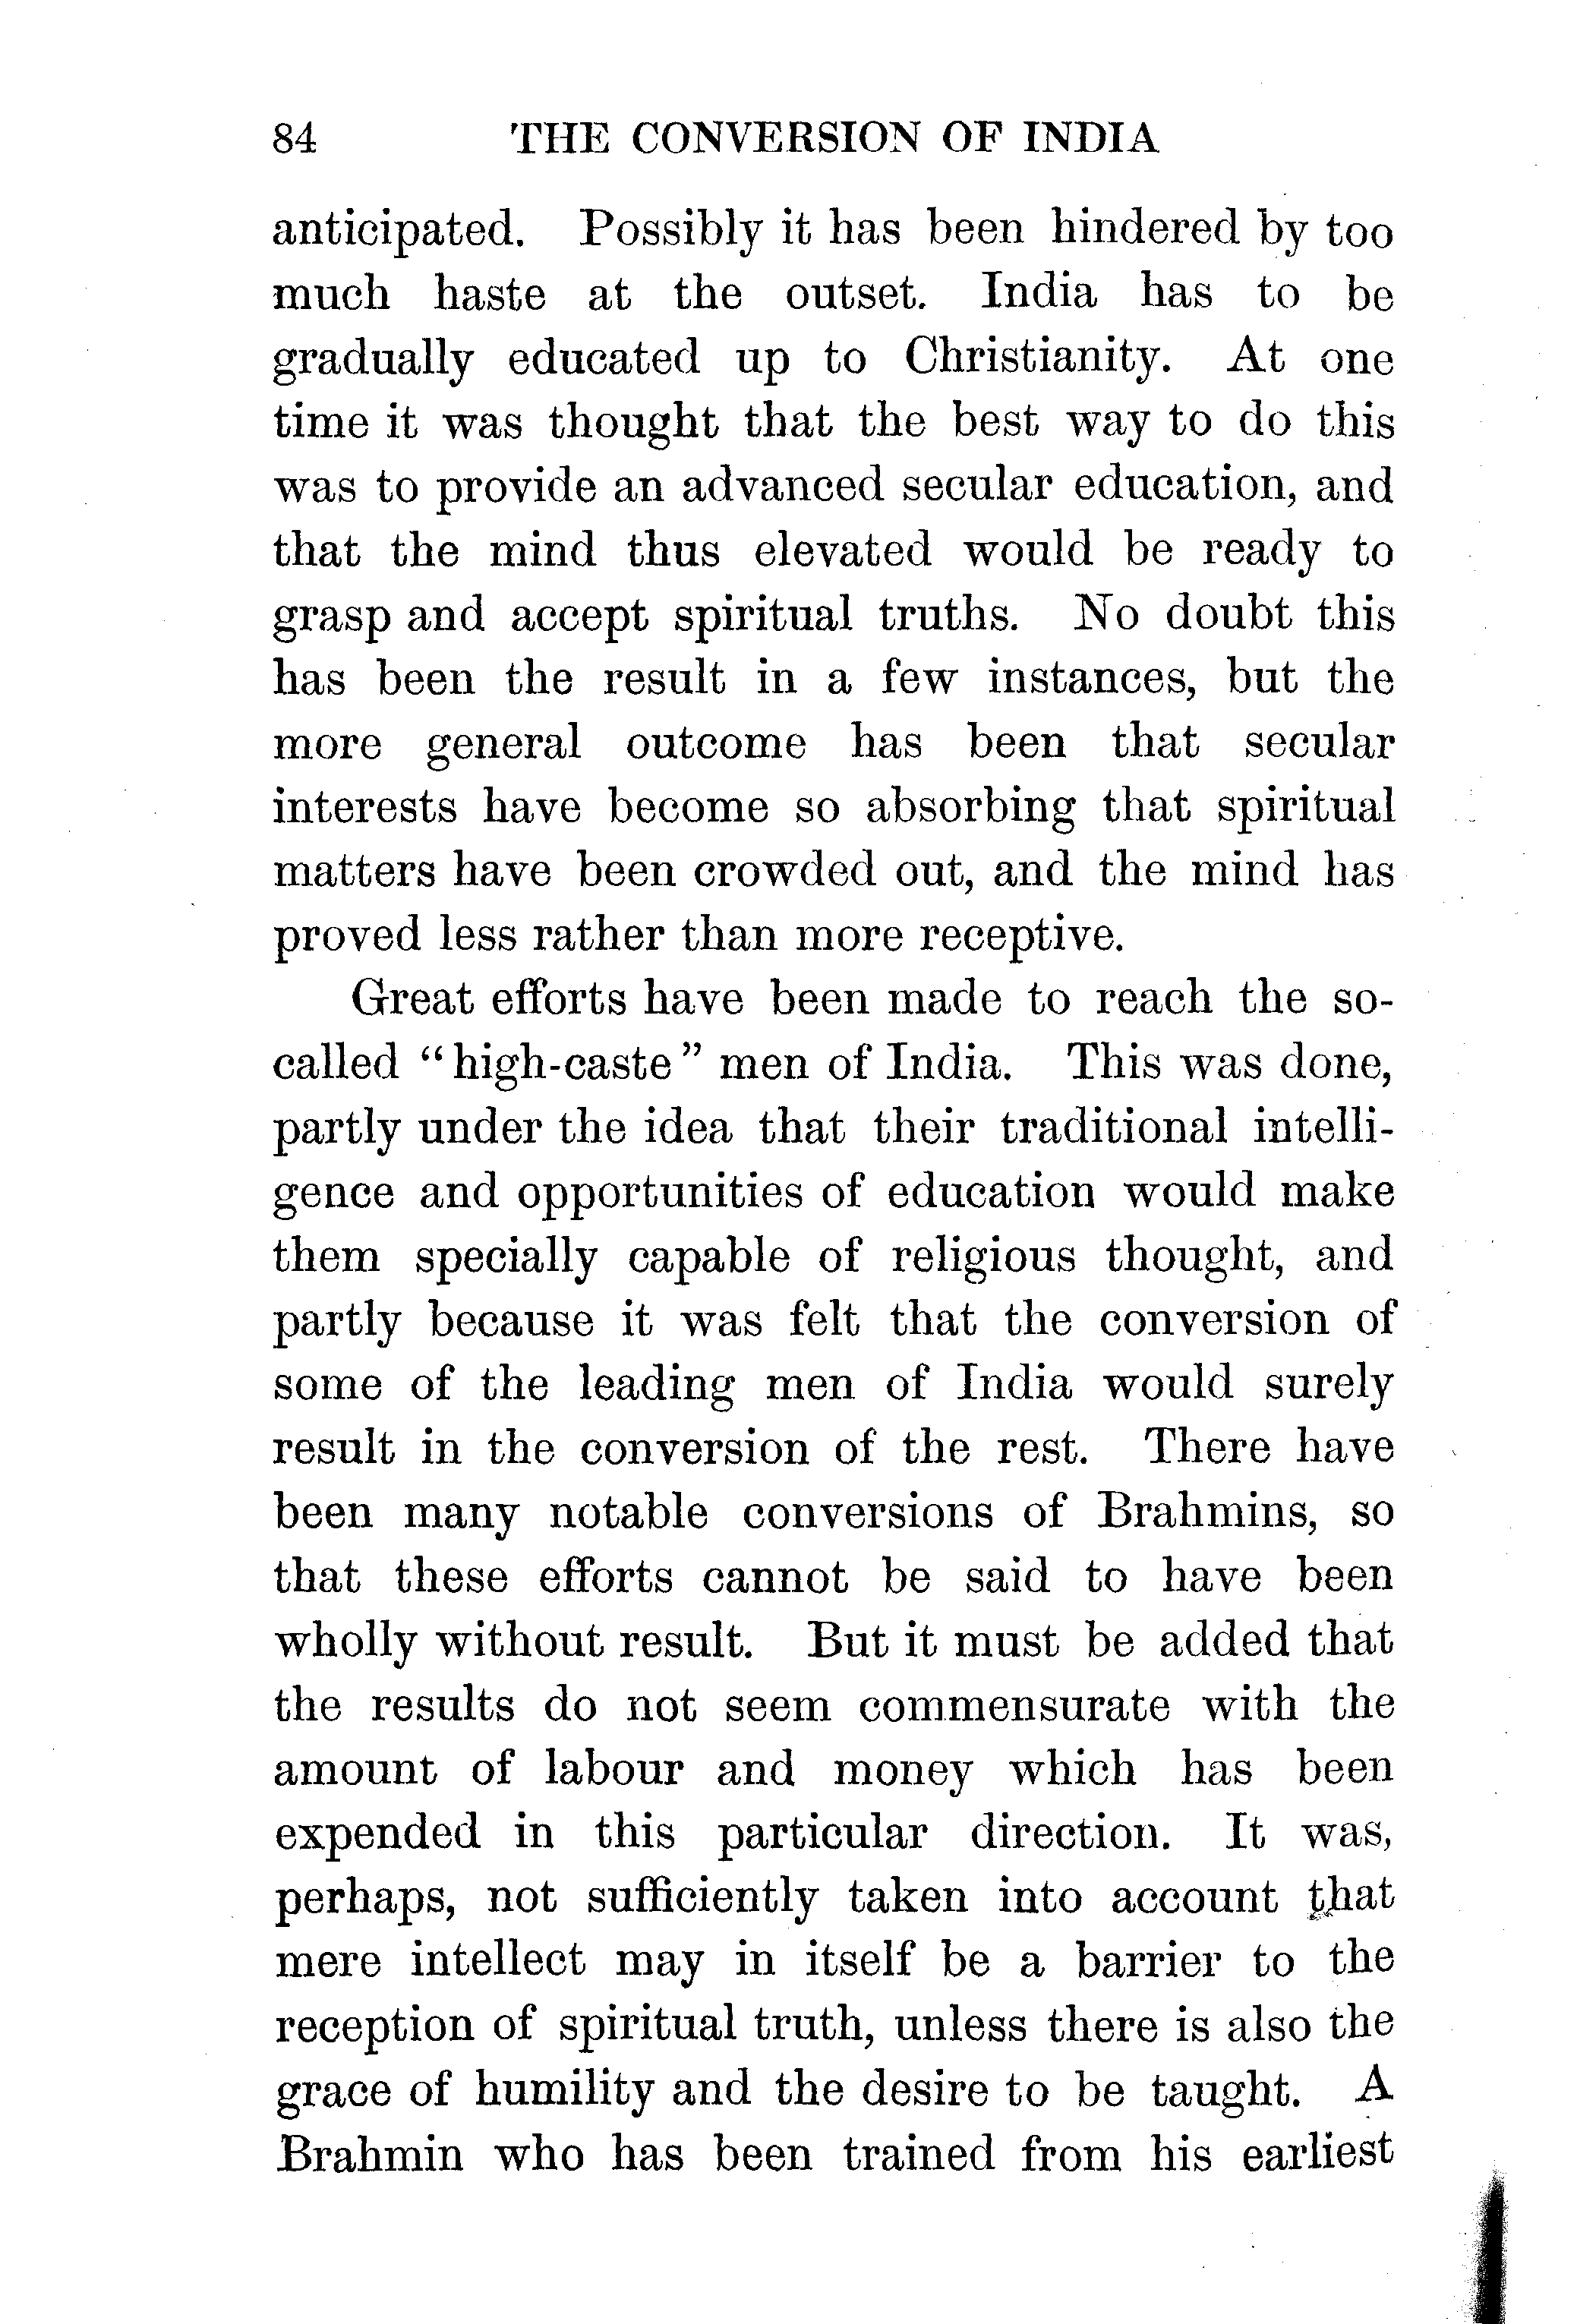 84 THE CONVERSION OF INDIA
anticipated. Possibly it has been hindered by too
much haste at the outset. India has to be
gradually educated up to Christianity. At one
time it was thought that the best way to do this
was to provide an advanced secular education, and
that the mind thus elevated would be ready to
grasp and accept spiritual truths. No doubt this
has been the result in a few instances, but the
more general outcome has been that secular
interests have become so absorbing that spiritual
matters have been crowded out, and the mind has
proved less rather than more receptive.
Great efforts have been made to reach the so-
called “high-caste” men of India. This was done,
partly under the idea that their traditional intelli-
gence and opportunities of education would make
them specially capable of religious thought, and
partly because it was felt that the conversion of
some of the leading men of India would surely
result in the conversion of the rest. There have
been many notable conversions of Brahmins, so
that these efforts cannot be said to have been
wholly without result. But it must be added that
the results do not seem commensurate with the
amount of labour and money which has been
expended in this particular direction. It was,
perhaps, not sufficiently taken into account that
mere intellect may in itself be a barrier to the
reception of spiritual truth, unless there is also the
grace of humility and the desire to be taught. A
Brahmin who has been trained from his earliest